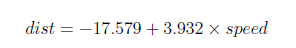 dist = −17.579 + 3.932 × speed